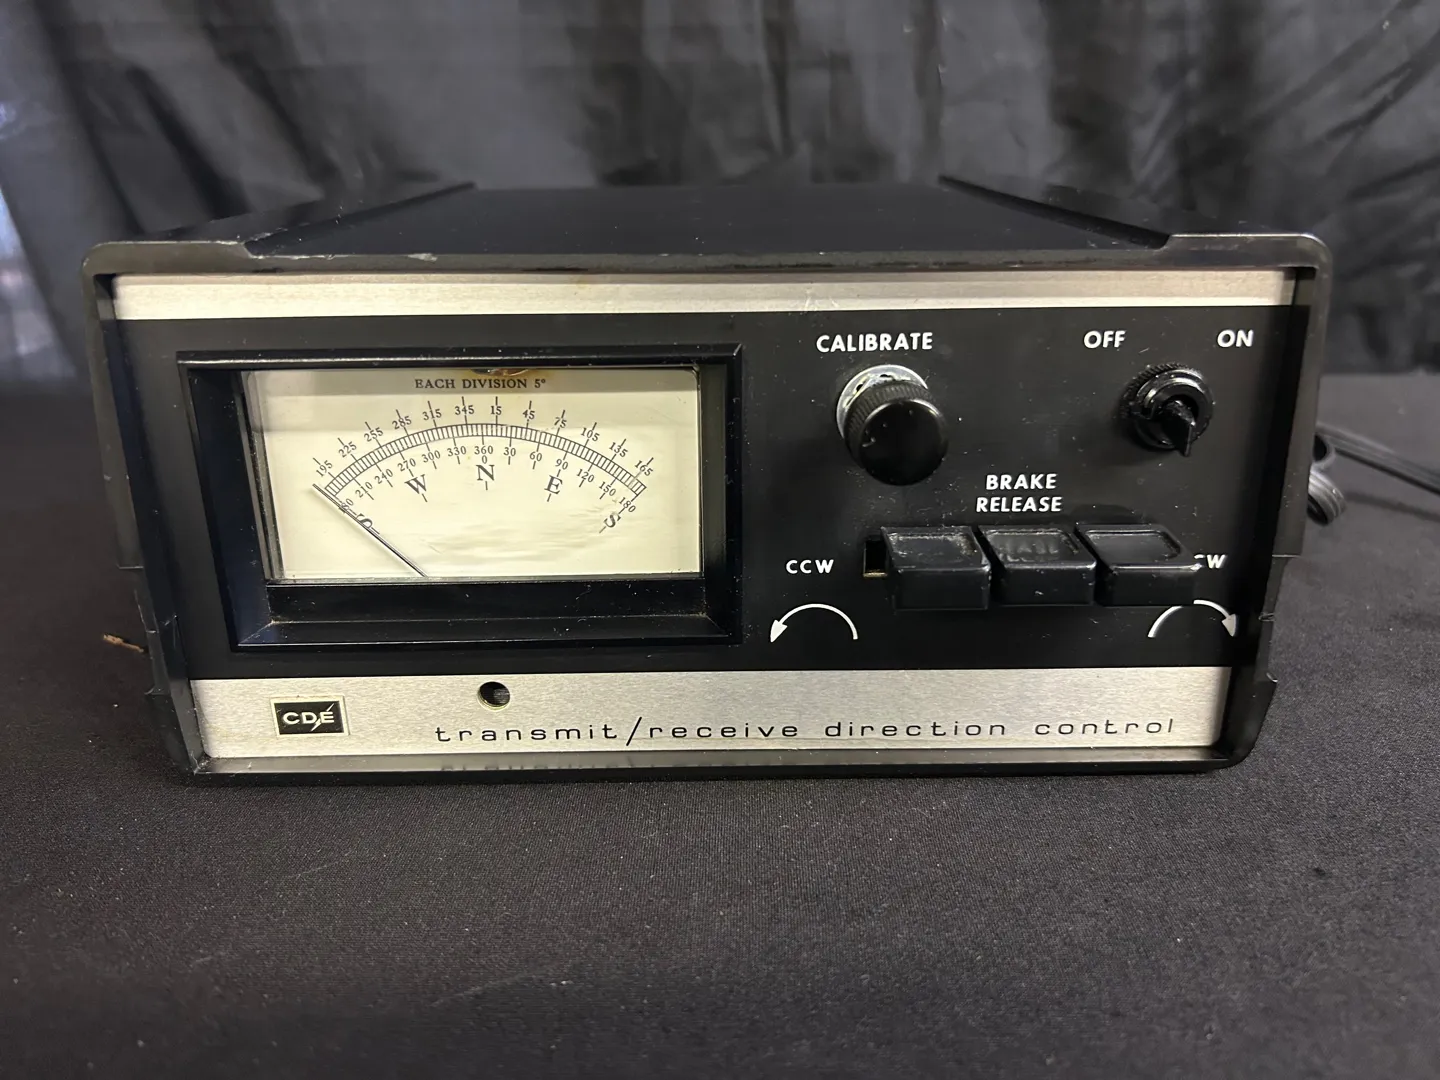 EACH DIVISION 5°
195 225 255 285 315 345 15 45 75 105 135 165
210 240 270 300 330 360 30 60 90 120 150 180
0
S W N E S
CALIBRATE
OFF ON
BRAKE
RELEASE
CCW
CW
CDE
transmit/receive direction control